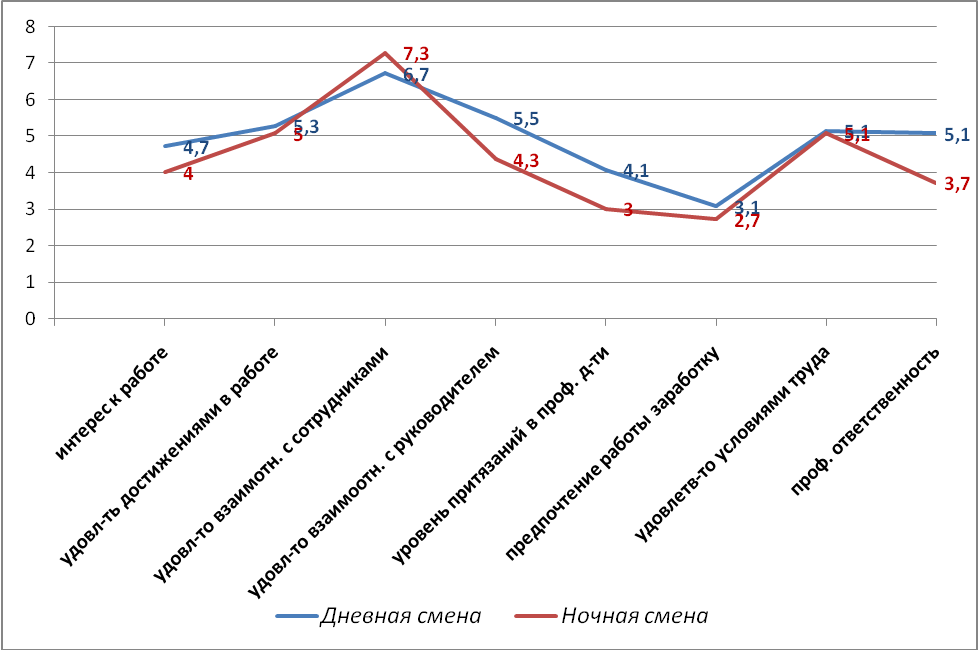 8
7
6
5
4
3
2
1
0
7,3
6,7
5,5
5,3
5
4,7
4
4,3
4,1
3
3,1
2,7
5,1
5,1
5,1
3,7
интерес к работе
удовл-ть достижениями в работе
удовл-то взаимотн. с сотрудниками
удовл-то взаимоотн. с руководителем
уровень притязаний в проф. д-ти
предпочтение работы заработку
удовлетв-то условиями труда
проф. ответственность
Дневная смена
Ночная смена